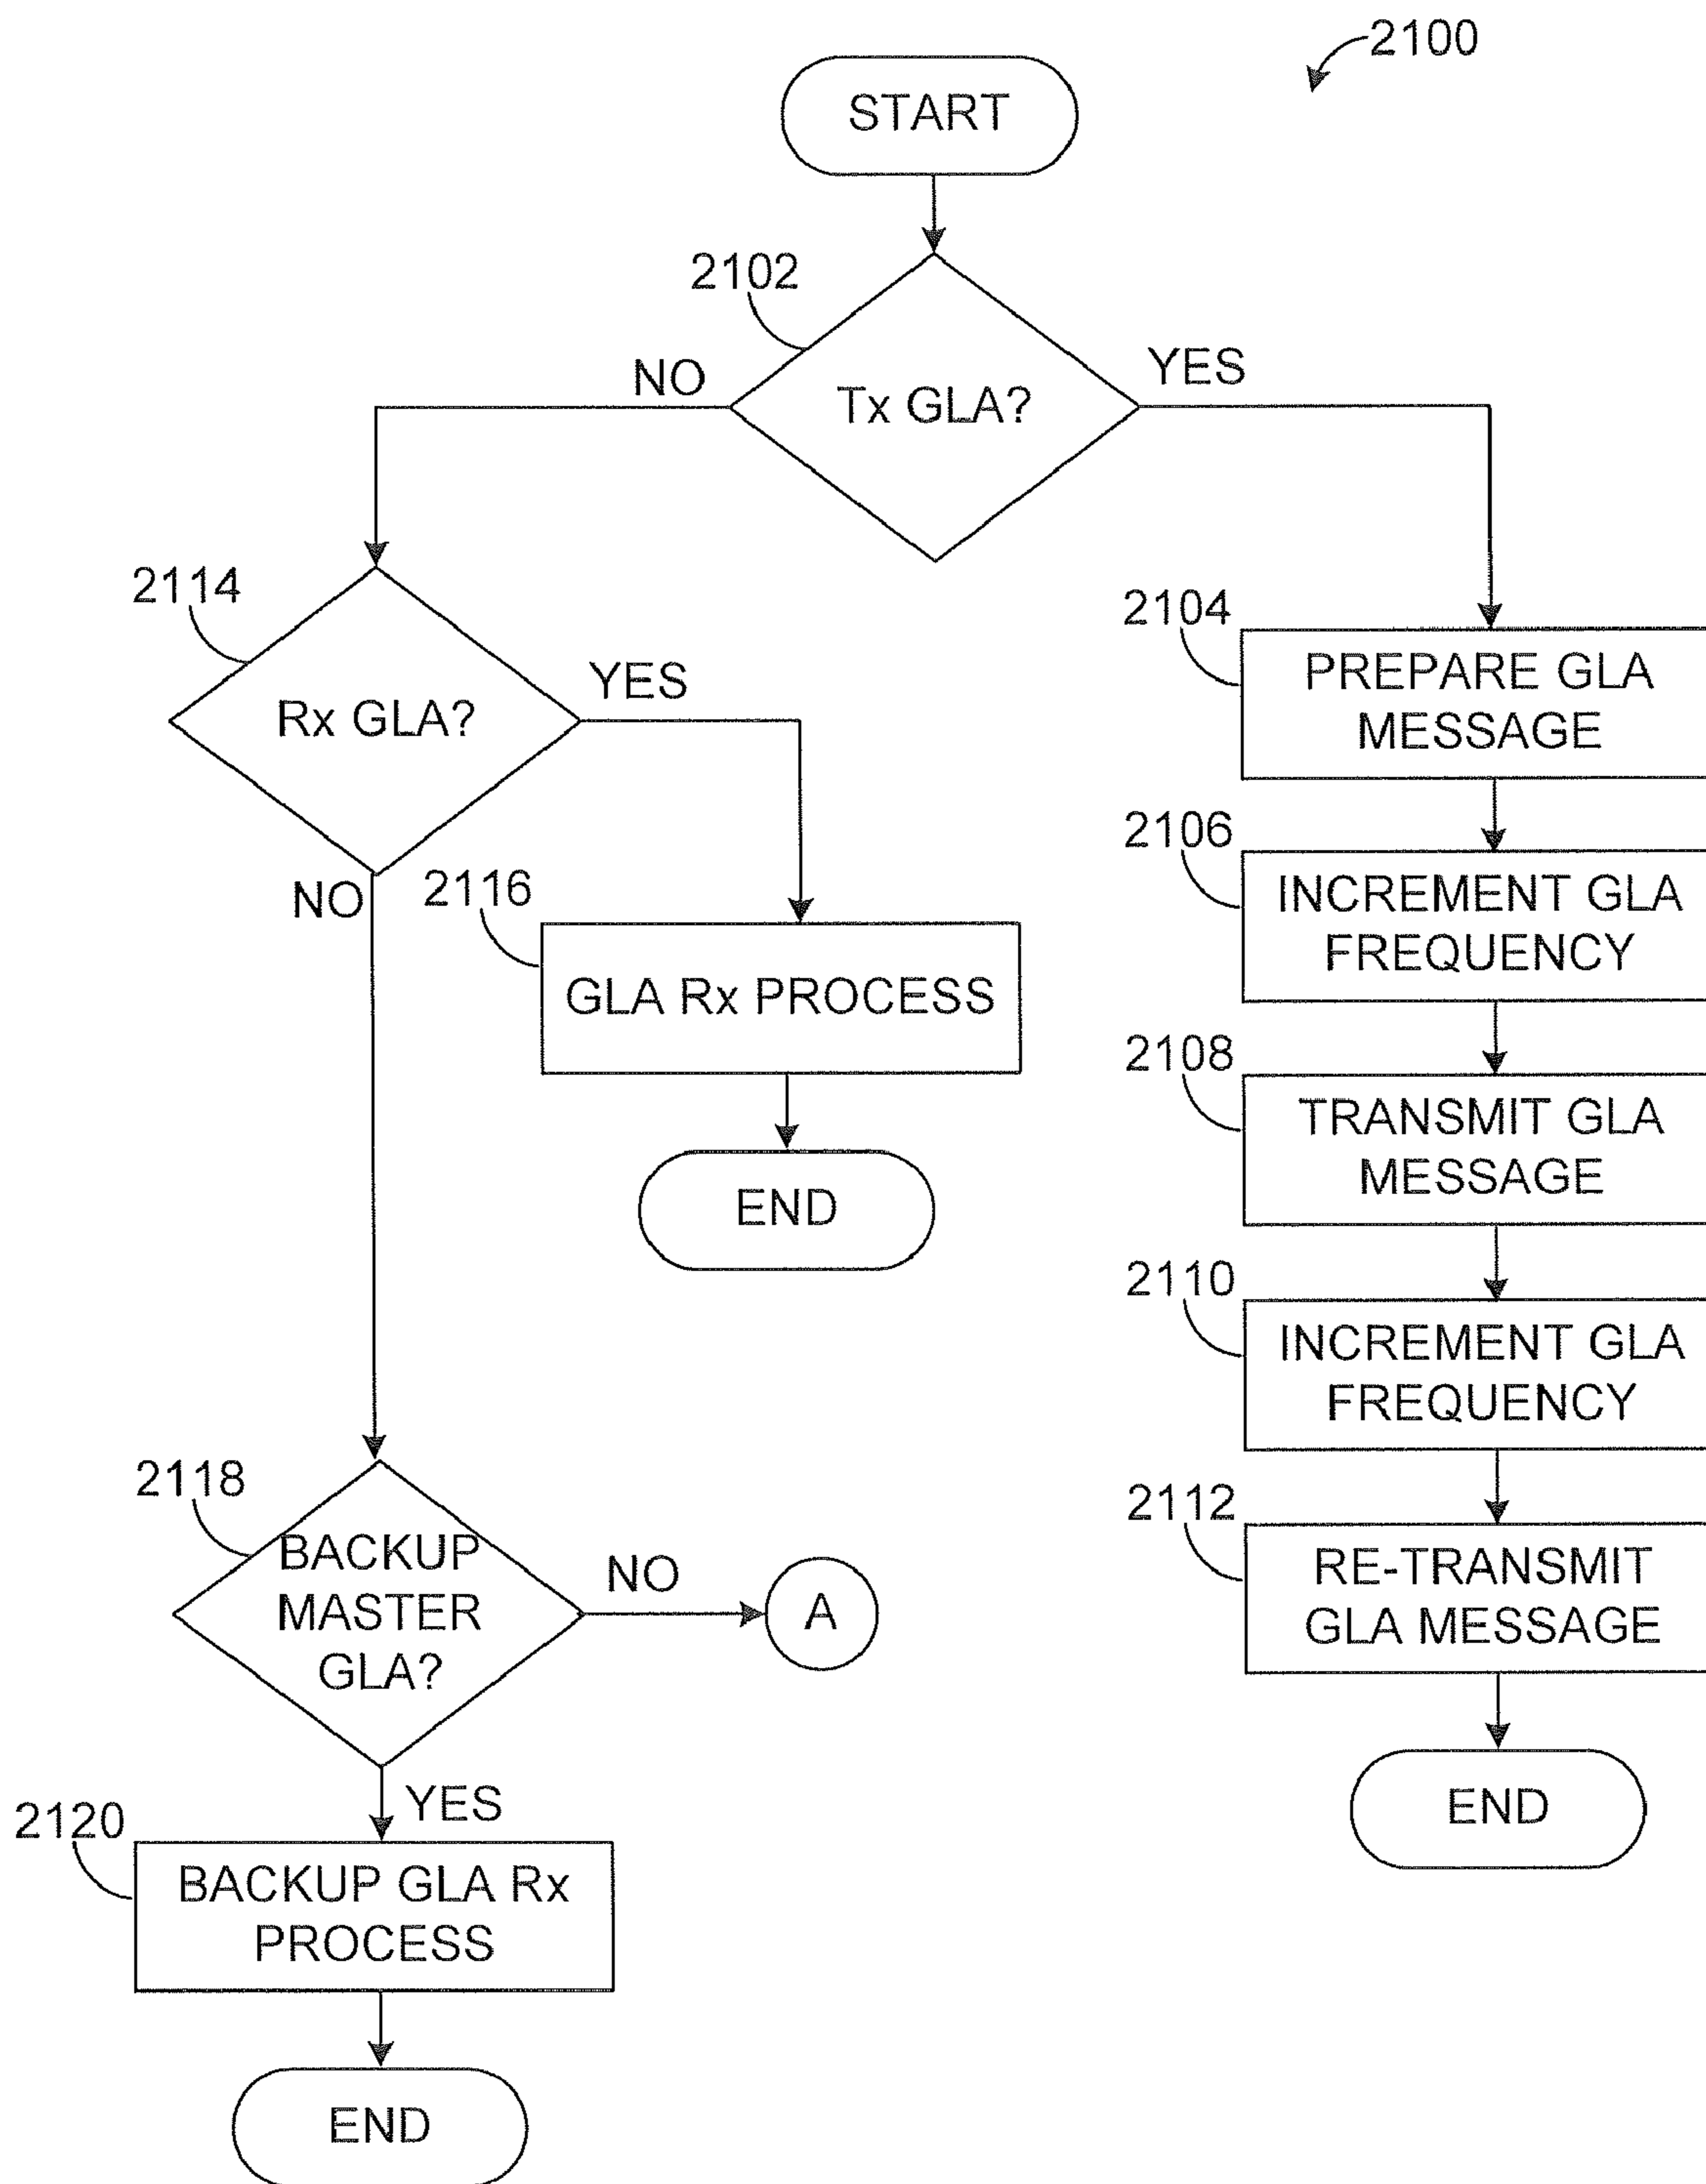 2100
START
2102
NO
YES
Tx GLA?
2114
2104
YES
Rx GLA?
PREPARE GLA
MESSAGE
2106
NO
2116
INCREMENT GLA
FREQUENCY
GLA Rx PROCESS
2108
TRANSMIT GLA
MESSAGE
END
2110
INCREMENT GLA
FREQUENCY
2118
2112
BACKUP
MASTER
GLA?
NO
A
RE-TRANSMIT
GLA MESSAGE
YES
END
2120
BACKUP GLA Rx
PROCESS
END